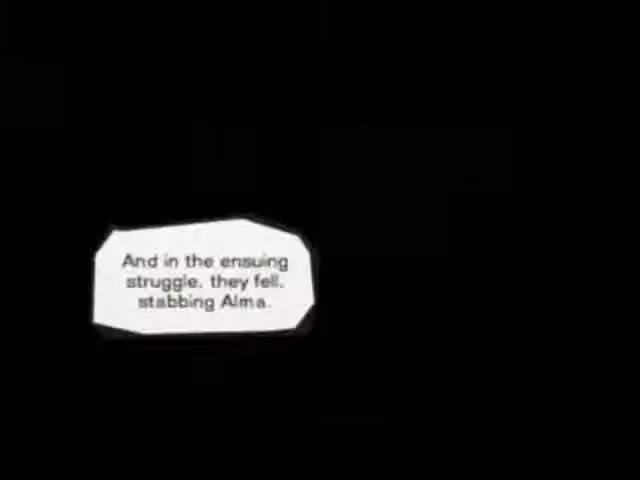 And in the ensuing
struggle, they fell,
stabbing Alma.